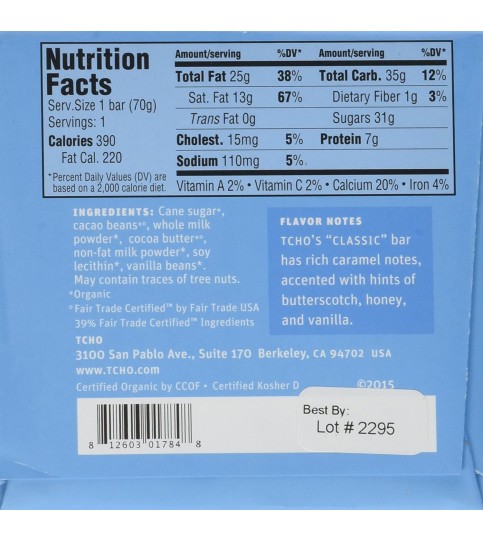 Nutrition
Facts
Serv.Size 1 bar (70g)
Servings: 1
Calories 390
Fat Cal. 220
*Percent Daily Values (DV) are
based on a 2,000 calorie diet.
Amount/serving %DV*
Total Fat 25g 38%
Sat. Fat 13g 67%
Trans Fat 0g
Cholest. 15mg 5%
Sodium 110mg 5%
Amount/serving %DV*
Total Carb. 35g 12%
Dietary Fiber 1g 3%
Sugars 31g
Protein 7g
Vitamin A 2% • Vitamin C 2% • Calcium 20% • Iron 4%
INGREDIENTS: Cane sugar*,
cacao beans*°, whole milk
powder*, cocoa butter*°,
non-fat milk powder*, soy
lecithin*, vanilla beans*.
May contain traces of tree nuts.
*Organic
°Fair Trade Certified™ by Fair Trade USA
39% Fair Trade Certified™ Ingredients
TCHO
3100 San Pablo Ave., Suite 170 Berkeley, CA 94702 USA
www.TCHO.com
Certified Organic by CCOF • Certified Kosher D ©2015
FLAVOR NOTES
TCHO'S "CLASSIC" bar
has rich caramel notes,
accented with hints of
butterscotch, honey,
and vanilla.
8 12603 01784 8
Best By:
Lot # 2295